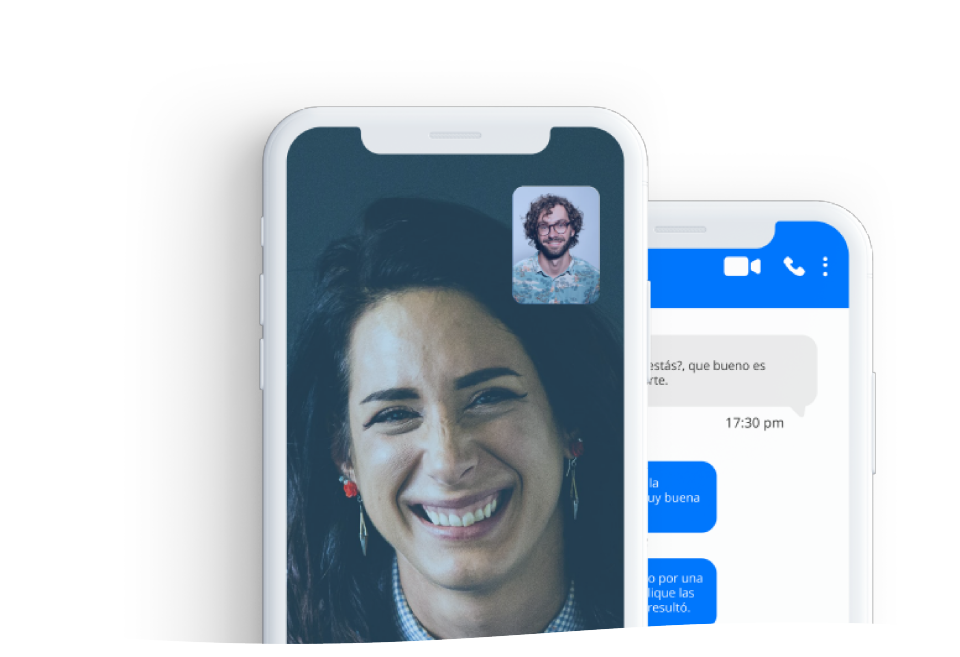 estás?, que bueno es
rte.
17:30 pm
la
uy buena
o por una
lique las
resultó.